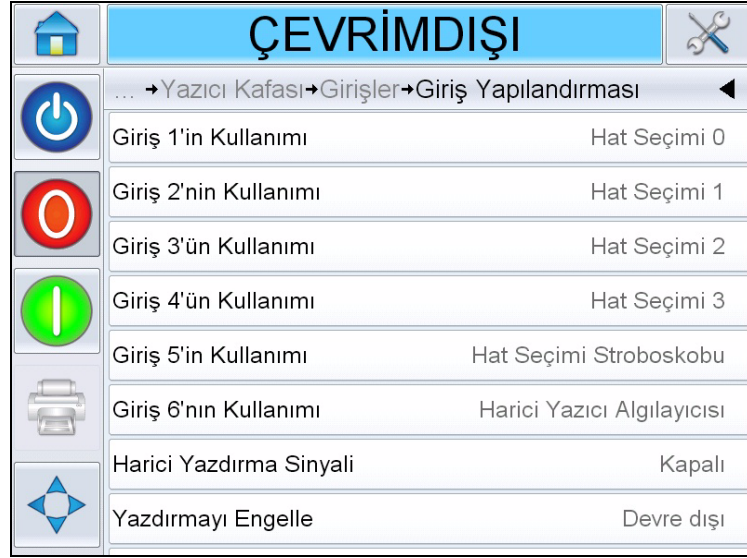 ÇEVRİMDIŞI
... →Yazıcı Kafası→Girişler→Giriş Yapılandırması
Giriş 1'in Kullanımı Hat Seçimi 0
Giriş 2'nin Kullanımı Hat Seçimi 1
Giriş 3'ün Kullanımı Hat Seçimi 2
Giriş 4'ün Kullanımı Hat Seçimi 3
Giriş 5'in Kullanımı Hat Seçimi Stroboskobu
Giriş 6'nın Kullanımı Harici Yazıcı Algılayıcısı
Harici Yazdırma Sinyali Kapalı
Yazdırmayı Engelle Devre dışı